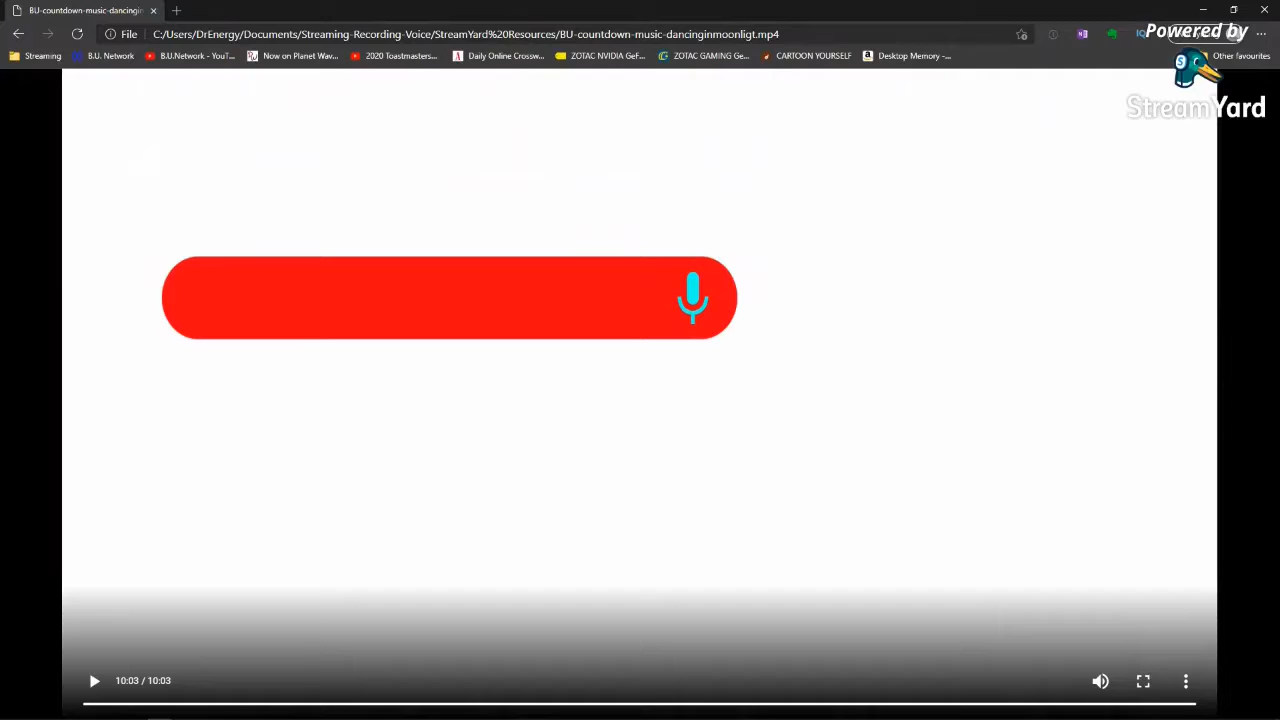 BU-countdown-music-dancingin
File C:/Users/DrEnergy/Documents/Streaming-Recording-Voice/StreamYard%20Resources/BU-countdown-music-dancinginmoonligt.mp4
Powered by
Streaming B.U. Network B.U.Network - YouT... Now on Planet Wav... 2020 Toastmasters... Daily Online Crossw... ZOTAC NVIDIA GeF... ZOTAC GAMING Ge... CARTOON YOURSELF Desktop Memory -... Other favourites
StreamYard
10:03 / 10:03